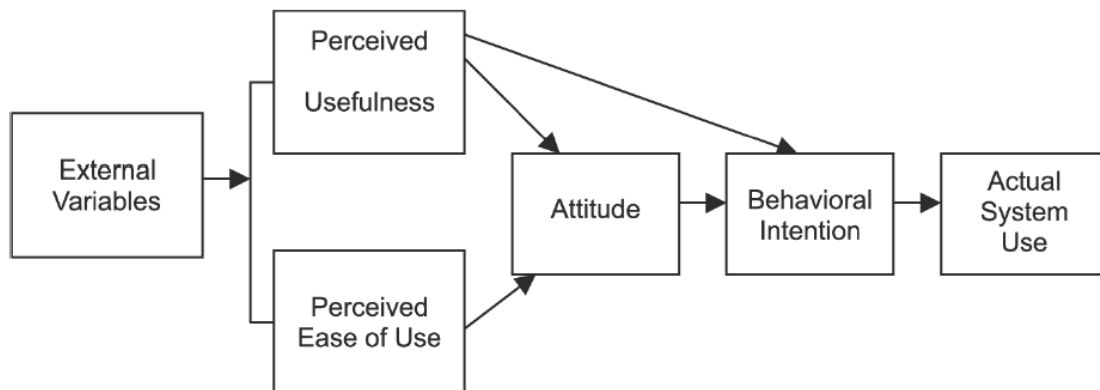 External
Variables
Perceived
Usefulness
Perceived
Ease of Use
Attitude
Behavioral
Intention
Actual
System
Use